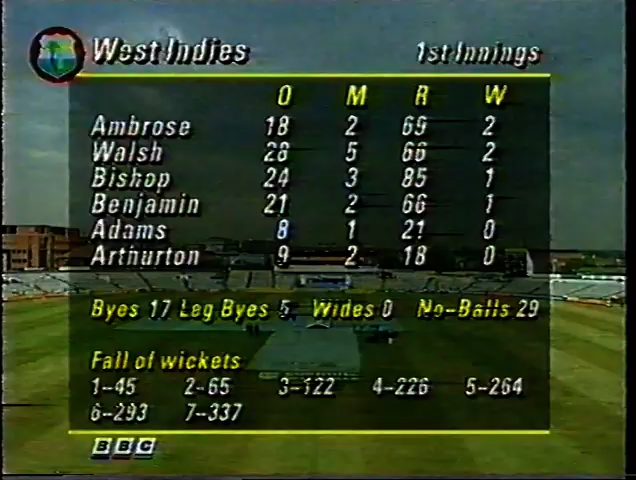 West Indies 1st Innings
O M R W
Ambrose 18 2 69 2
Walsh 28 5 66 2
Bishop 24 3 85 1
Benjamin 21 2 66 1
Adams 8 1 21 0
Arthurton 9 2 18 0
Byes 17 Leg Byes 5 Wides 0 No-Balls 29
Fall of wickets
1-45 2-65 3-122 4-226 5-264
6-293 7-337
BBC